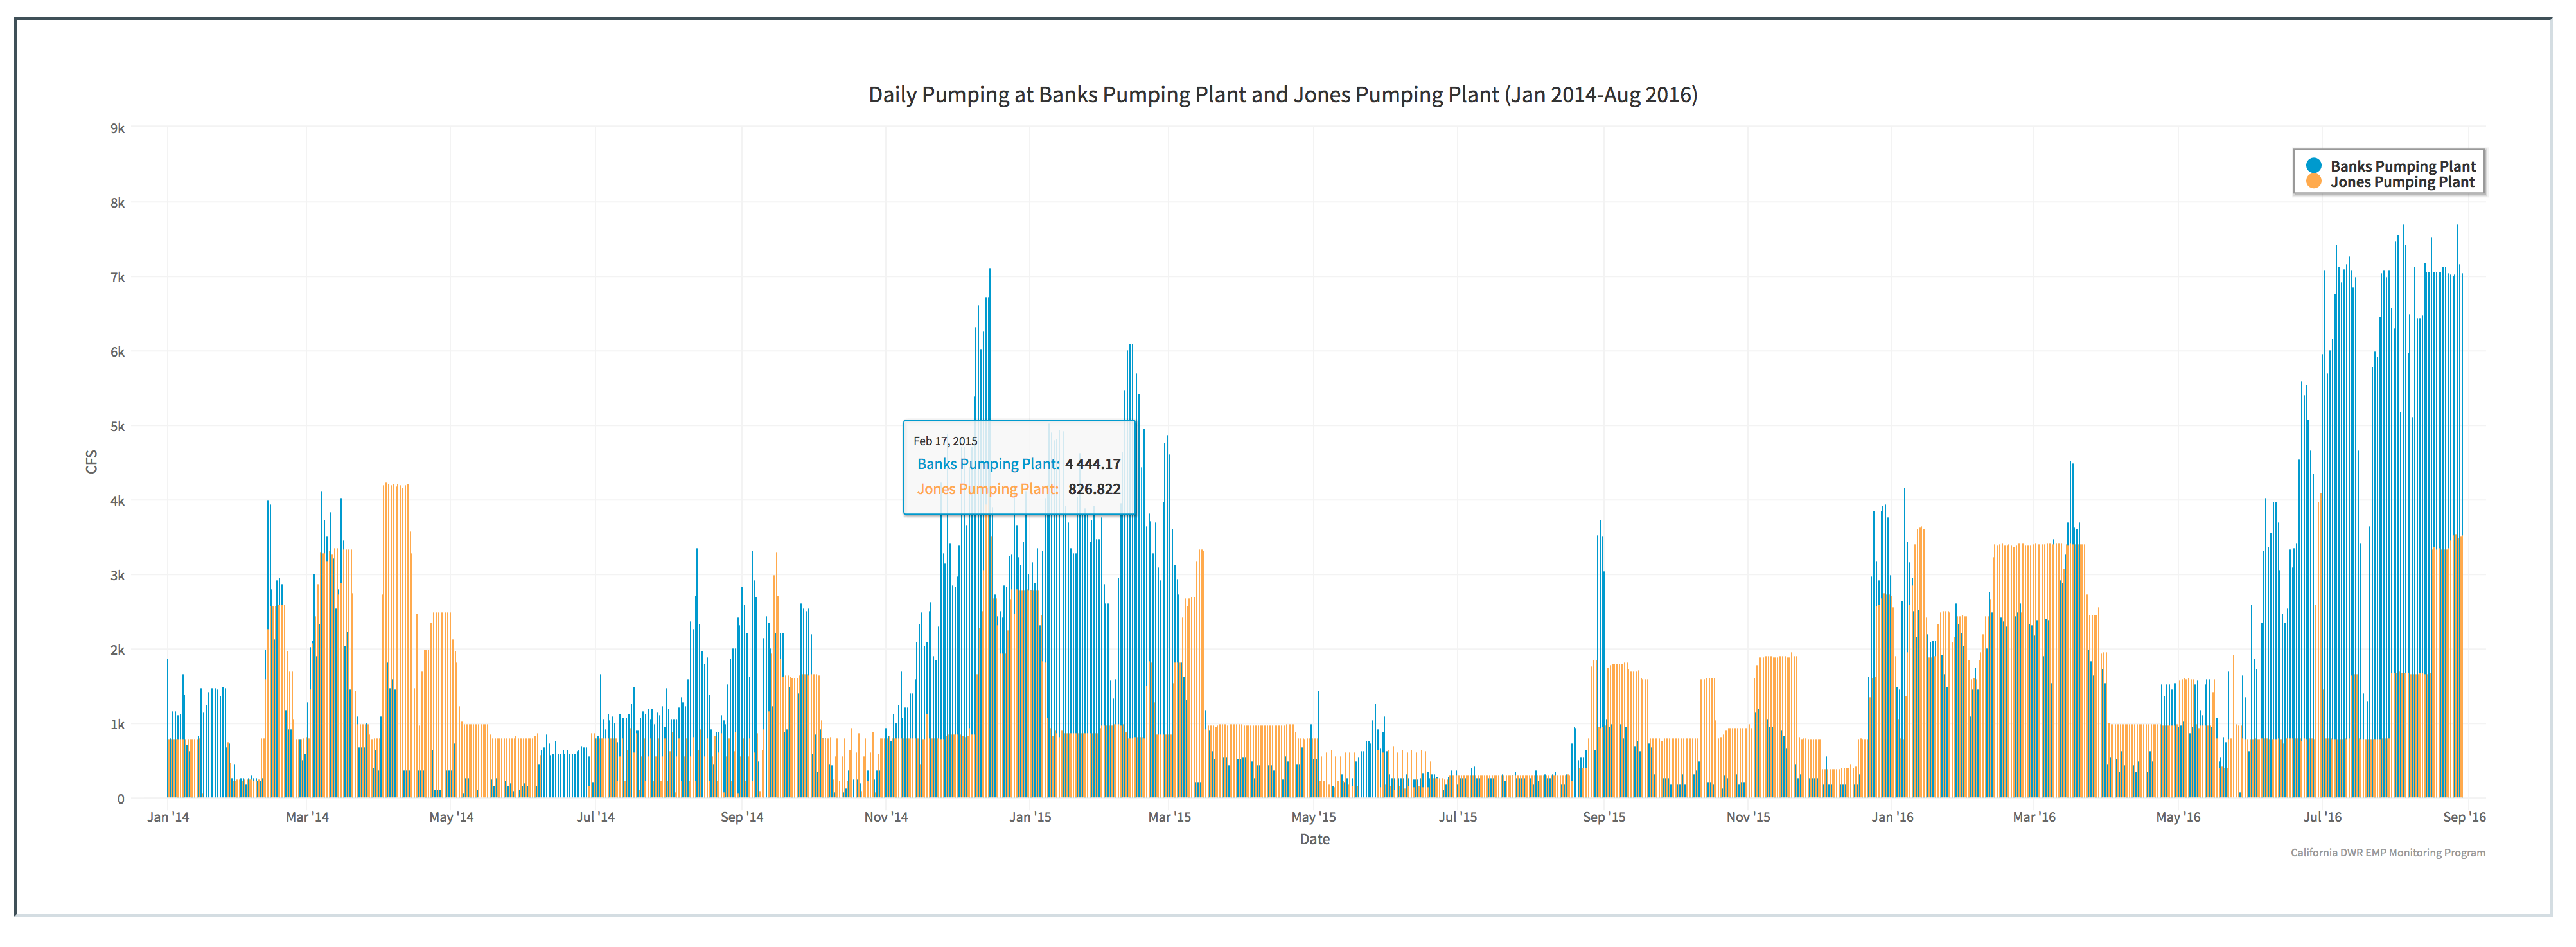 Daily Pumping at Banks Pumping Plant and Jones Pumping Plant (Jan 2014-Aug 2016)
9k
Banks Pumping Plant
Jones Pumping Plant
8k
7k
6k
5k
Feb 17, 2015
Banks Pumping Plant: 4 444.17
Jones Pumping Plant: 826.822
CFS
4k
3k
2k
1k
0
Jan '14 Mar '14 May '14 Jul '14 Sep '14 Nov '14 Jan '15 Mar '15 May '15 Jul '15 Sep '15 Nov '15 Jan '16 Mar '16 May '16 Jul '16 Sep '16
Date
California DWR EMP Monitoring Program